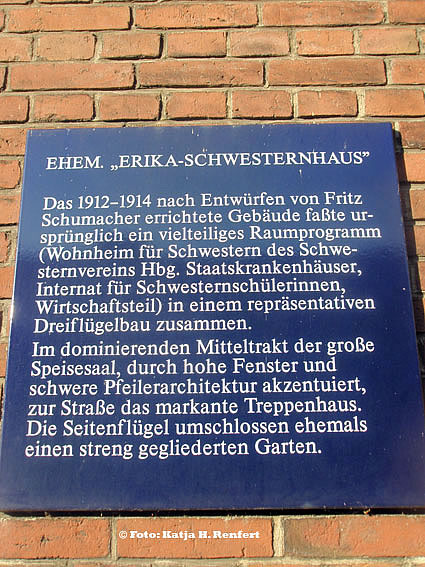 EHEM. „ERIKA-SCHWESTERNHAUS”
Das 1912–1914 nach Entwürfen von Fritz
Schumacher errichtete Gebäude faßte ur-
sprünglich ein vielteiliges Raumprogramm
(Wohnheim für Schwestern des Schwe-
sternvereins Hbg. Staatskrankenhäuser,
Internat für Schwesternschülerinnen,
Wirtschaftsteil) in einem repräsentativen
Dreiflügelbau zusammen.
Im dominierenden Mitteltrakt der große
Speisesaal, durch hohe Fenster und
schwere Pfeilerarchitektur akzentuiert,
zur Straße das markante Treppenhaus.
Die Seitenflügel umschlossen ehemals
einen streng gegliederten Garten.
© Foto: Katja H. Renfert